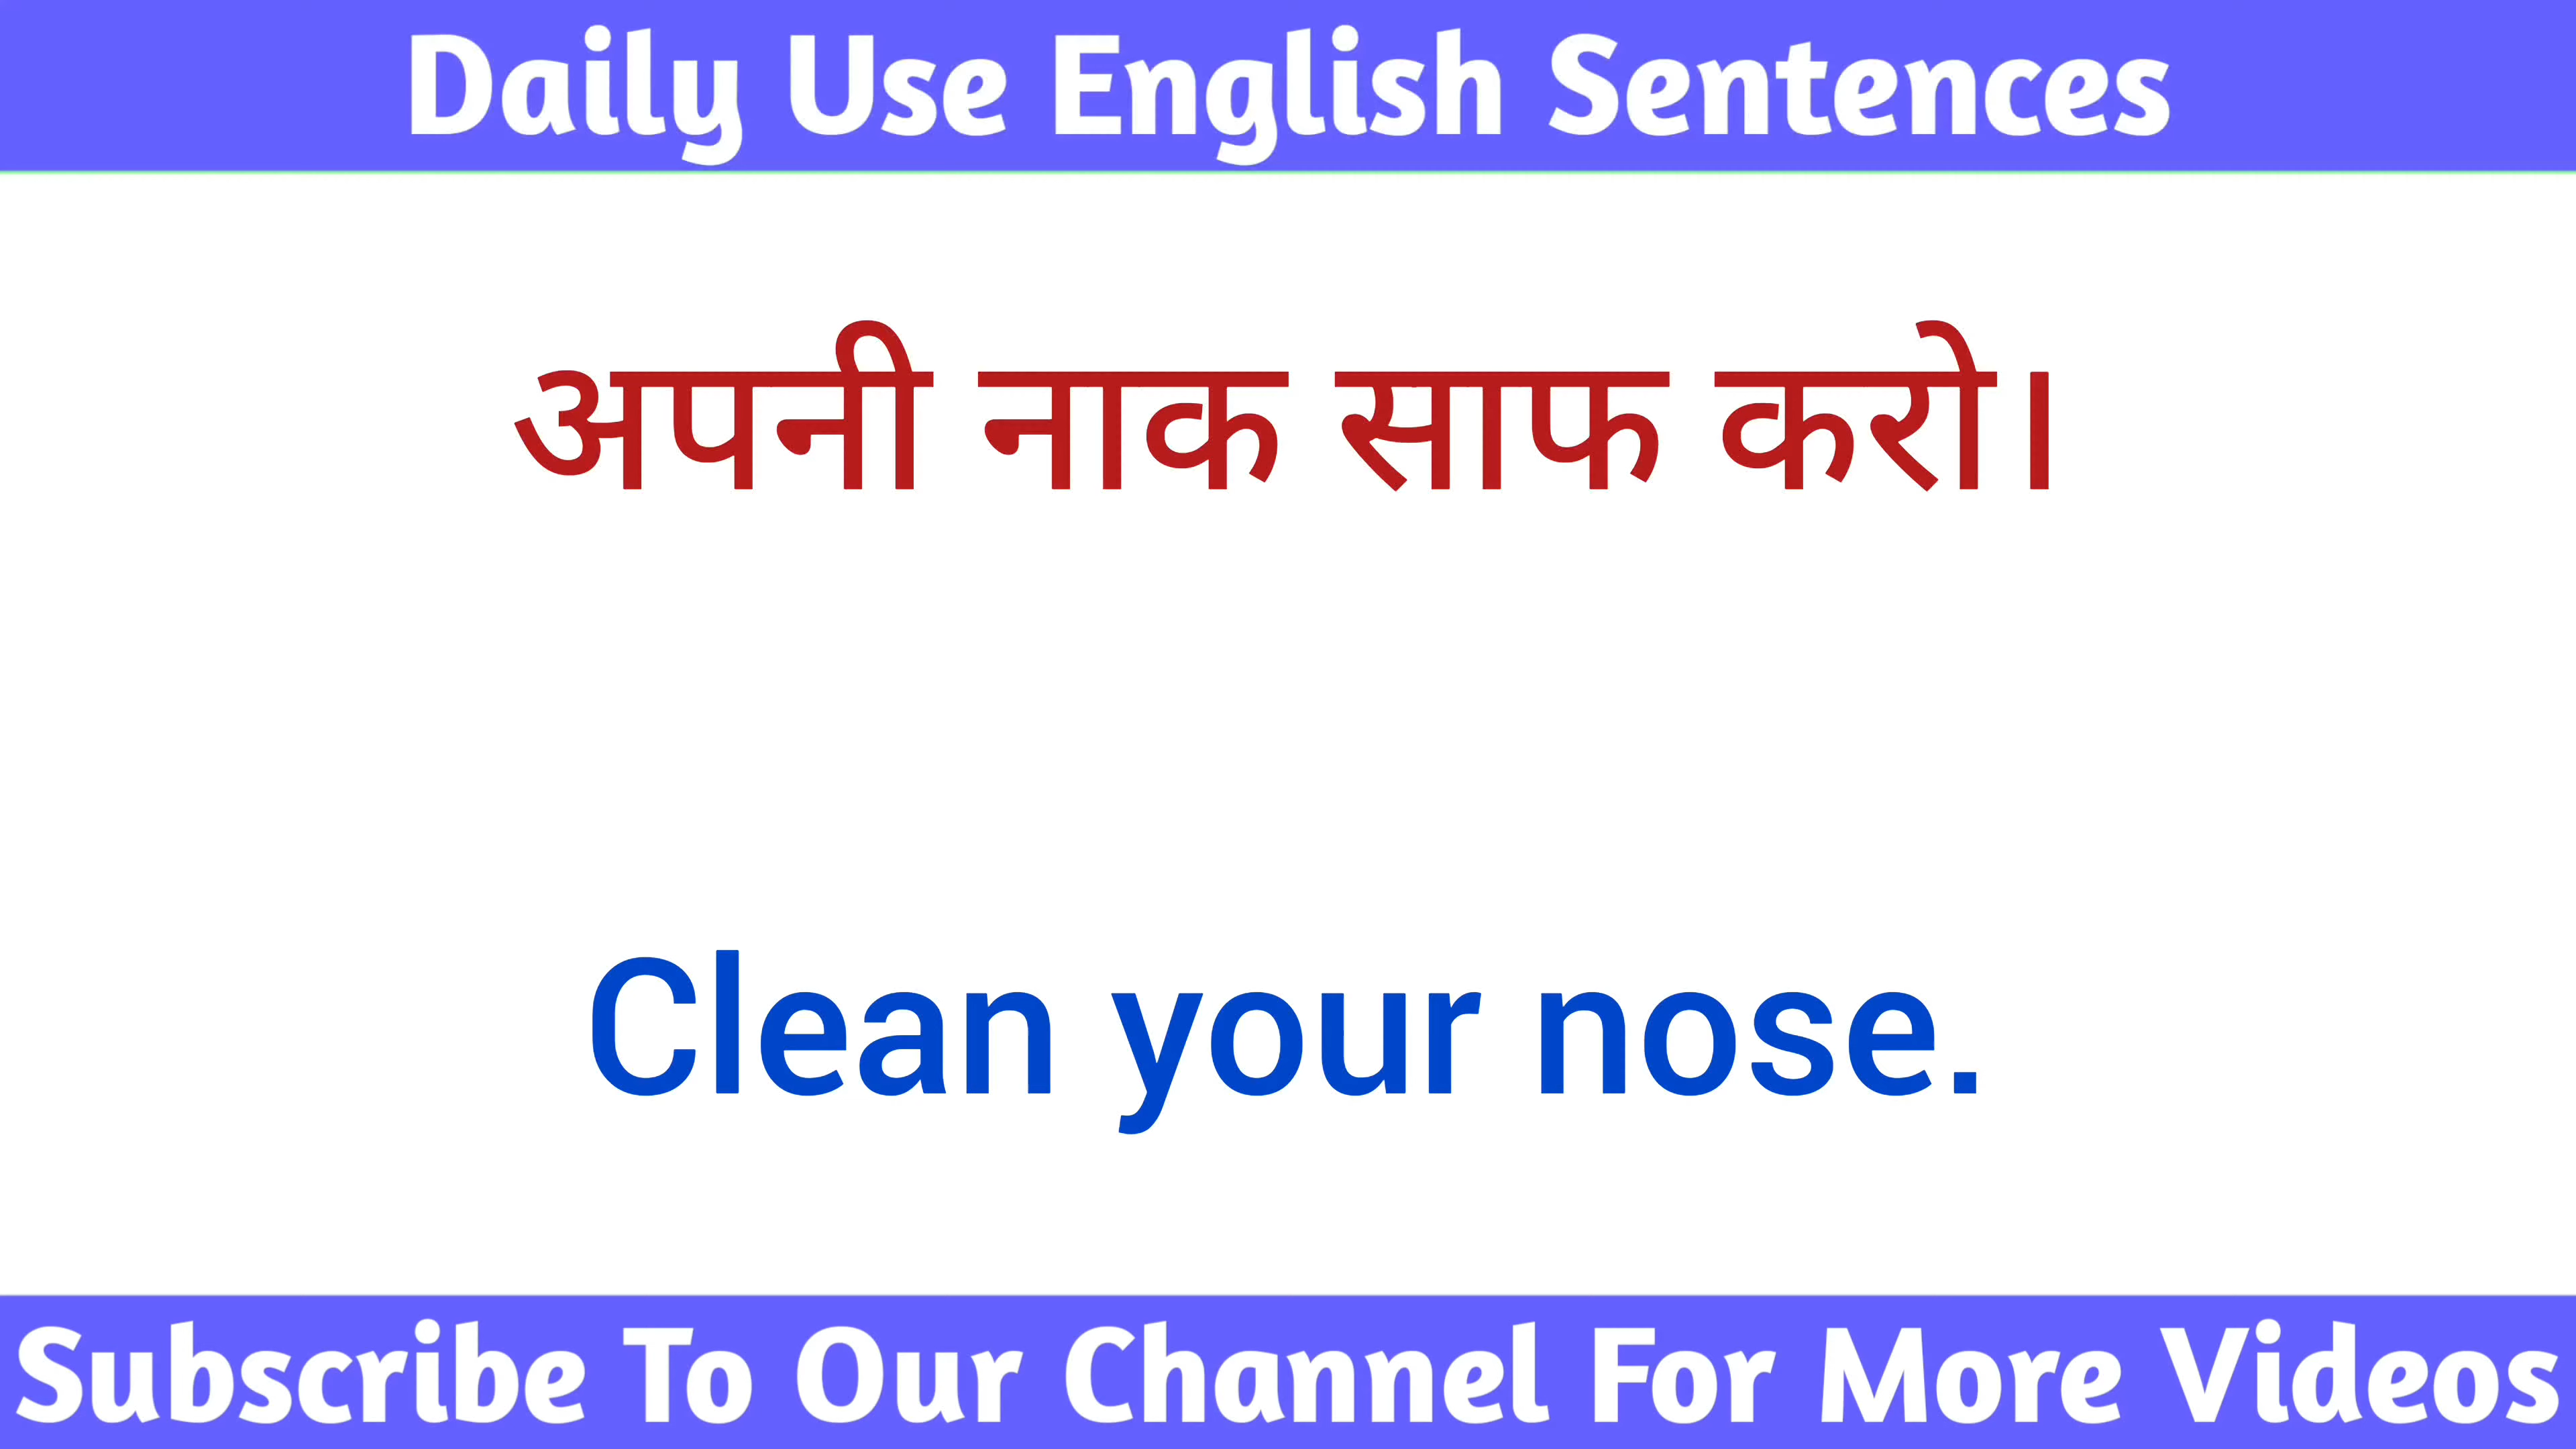 Daily Use English Sentences
अपनी नाक साफ करो।
Clean your nose.
Subscribe To Our Channel For More Videos